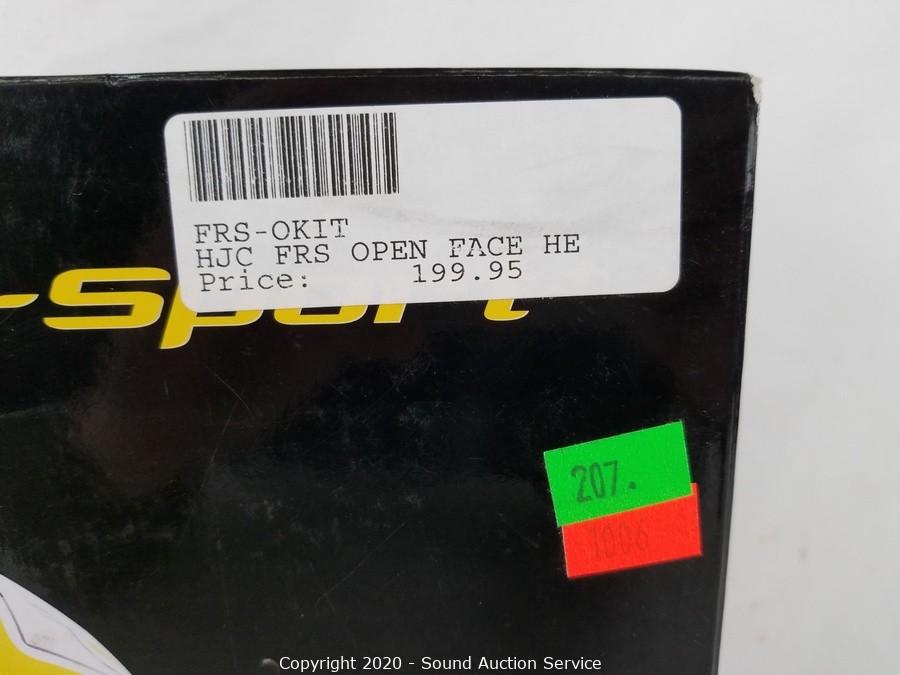 FRS-OKIT
HJC FRS OPEN FACE HE
Price: 199.95
-Sport
207.
1006
Copyright 2020 - Sound Auction Service